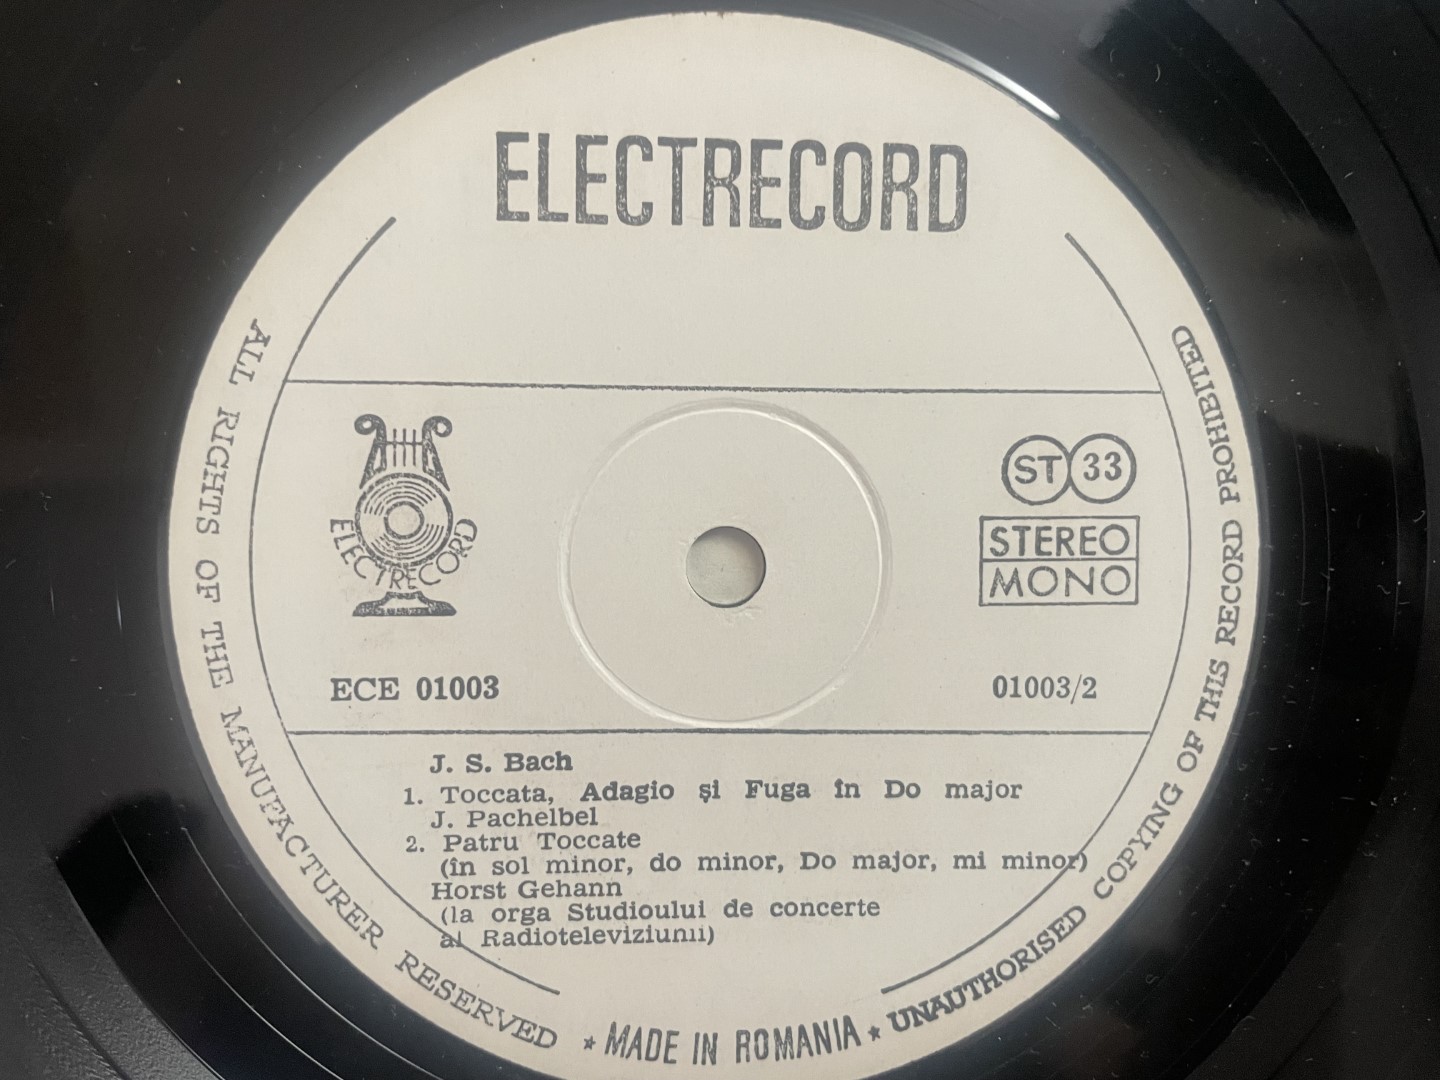 ELECTRECORD
ELECTRECORD
ST 33
STEREO
MONO
ECE 01003
01003/2
J. S. Bach
1. Toccata, Adagio și Fuga în Do major
J. Pachelbel
2. Patru Toccate
(în sol minor, do minor, Do major, mi minor)
Horst Gehann
(la orga Studioului de concerte
al Radioteleviziunii)
ALL RIGHTS OF THE MANUFACTURER RESERVED
* MADE IN ROMANIA *
UNAUTHORISED COPYING OF THIS RECORD PROHIBITED